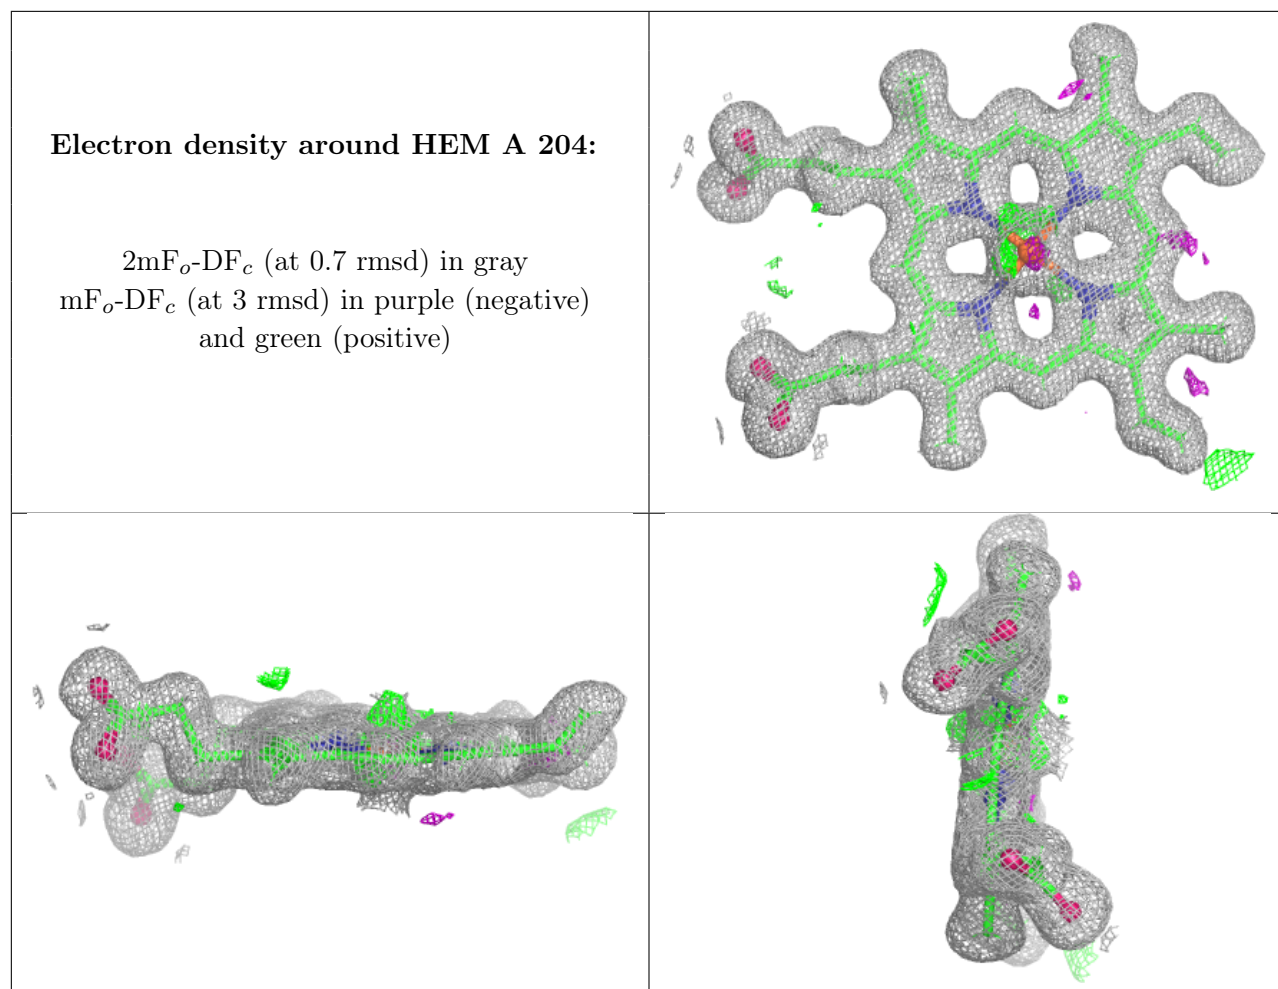 Electron density around HEM A 204:
2mFₒ-DF𝒸 (at 0.7 rmsd) in gray
mFₒ-DF𝒸 (at 3 rmsd) in purple (negative)
and green (positive)